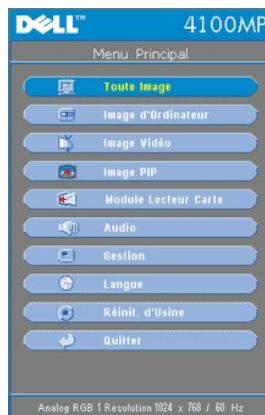 DELL™ 4100MP
Menu Principal
Toute Image
Image d'Ordinateur
Image Vidéo
Image PIP
Module Lecteur Carte
Audio
Gestion
Langue
Réinit. d'Usine
Quitter
Analog RGB 1 Resolution 1024 x 768 / 60 Hz